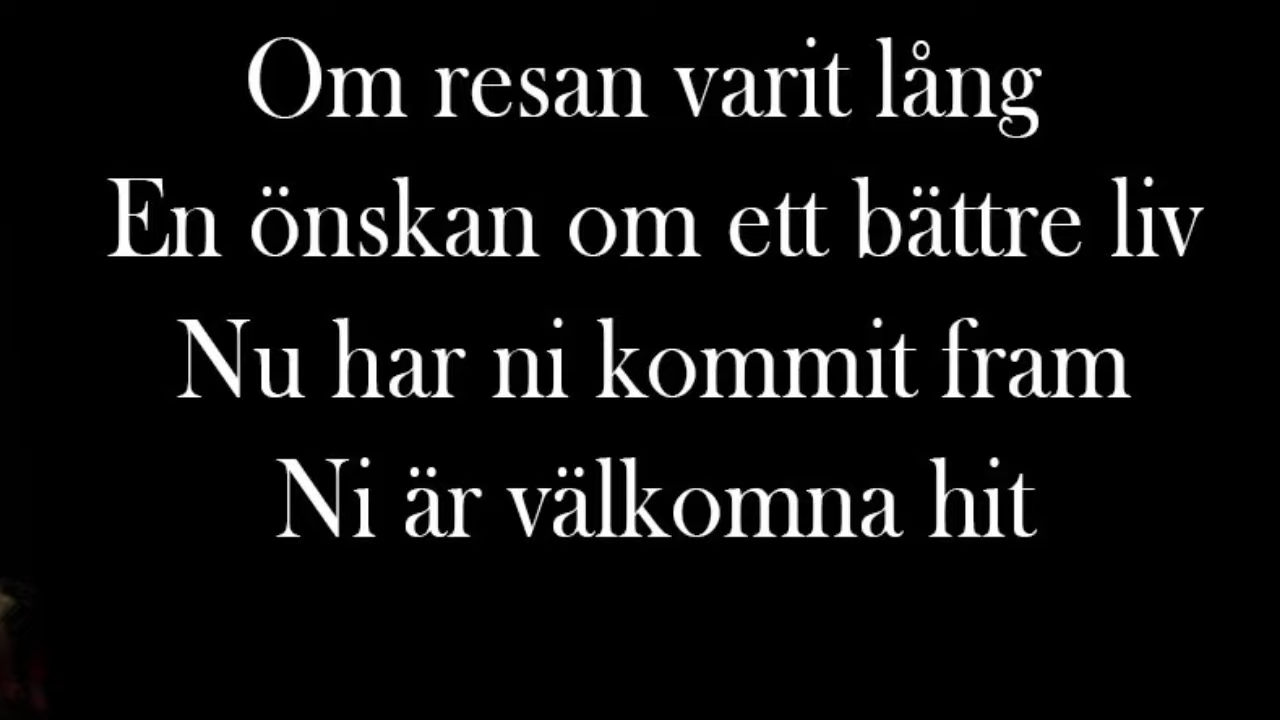 Om resan varit lång
En önskan om ett bättre liv
Nu har ni kommit fram
Ni är välkomna hit